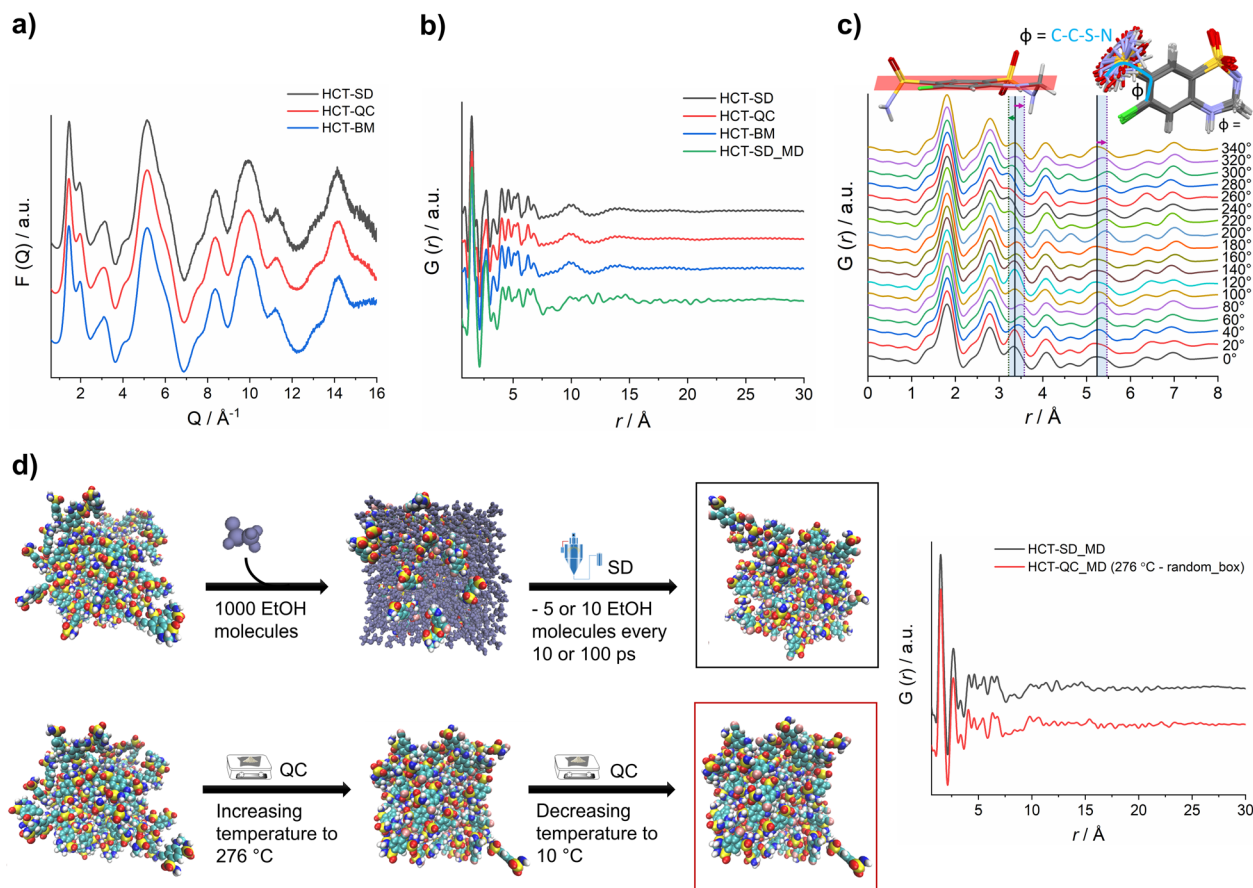 a)
HCT-SD
HCT-QC
HCT-BM
F (Q) / a.u.
2 4 6 8 10 12 14 16
Q / Å-1
b)
HCT-SD
HCT-QC
HCT-BM
HCT-SD_MD
G (r) / a.u.
5 10 15 20 25 30
r / Å
c)
ϕ = C-C-S-N
ϕ
ϕ =
340°
320°
300°
280°
260°
240°
220°
200°
180°
160°
140°
120°
100°
80°
60°
40°
20°
0°
G (r) / a.u.
0 1 2 3 4 5 6 7 8
r / Å
d)
1000 EtOH
molecules
SD
- 5 or 10 EtOH
molecules every
10 or 100 ps
QC
Increasing
temperature to
276 °C
QC
Decreasing
temperature to
10 °C
HCT-SD_MD
HCT-QC_MD (276 °C - random_box)
G (r) / a.u.
5 10 15 20 25 30
r / Å